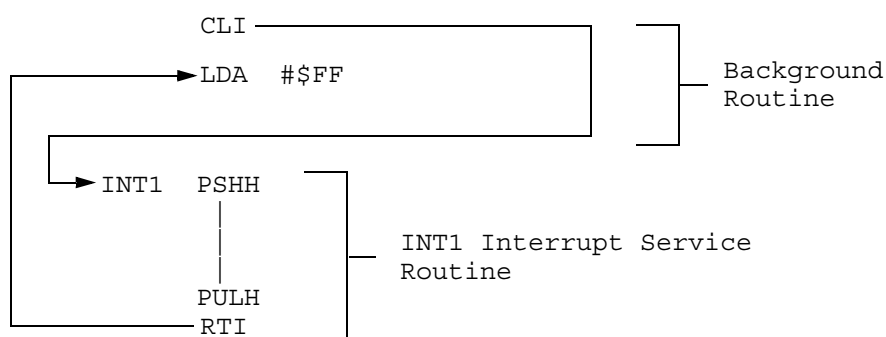 CLI
LDA #$FF
Background
Routine
INT1 PSHH
INT1 Interrupt Service
Routine
PULH
RTI